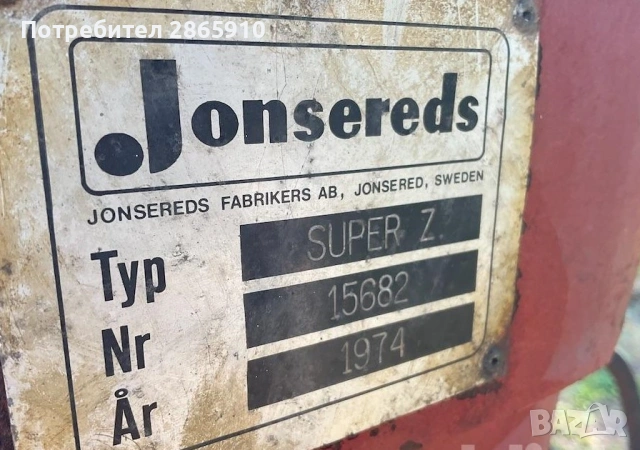 Потребител 2865910
Jonsereds
JONSEREDS FABRIKERS AB, JONSERED, SWEDEN
Typ SUPER Z.
Nr 15682
År 1974
BAZAR